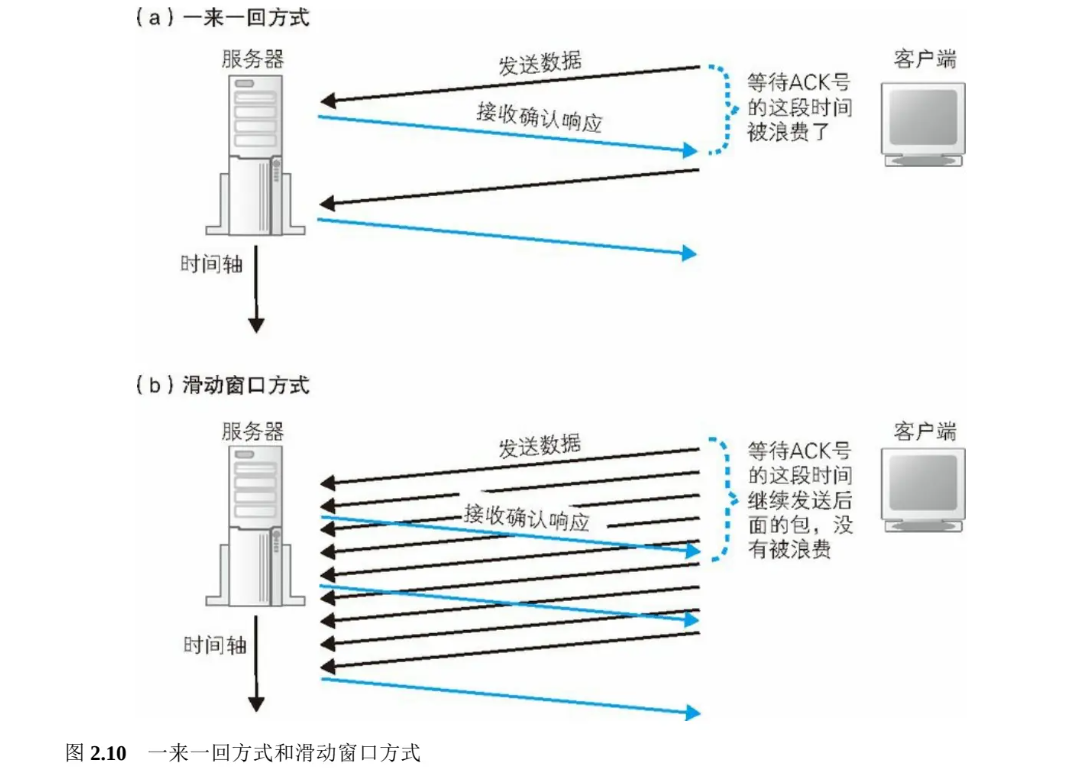 (a)一来一回方式
服务器
发送数据
客户端
接收确认响应
等待ACK号
的这段时间
被浪费了
时间轴
(b)滑动窗口方式
服务器
发送数据
客户端
接收确认响应
等待ACK号
的这段时间
继续发送后
面的包，没
有被浪费
时间轴
图 2.10 一来一回方式和滑动窗口方式